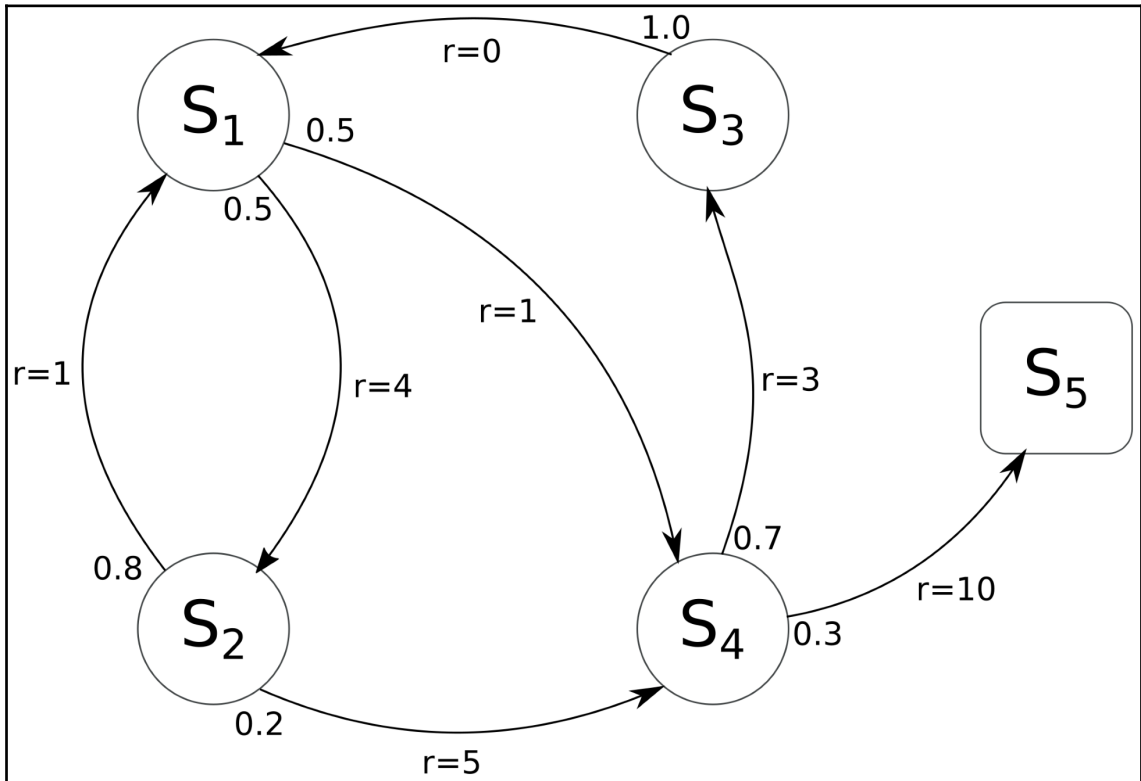 1.0
r=0
S₁
S₃
0.5
0.5
r=1
r=1
r=4
r=3
S₅
0.7
0.8
r=10
S₂
S₄
0.3
0.2
r=5